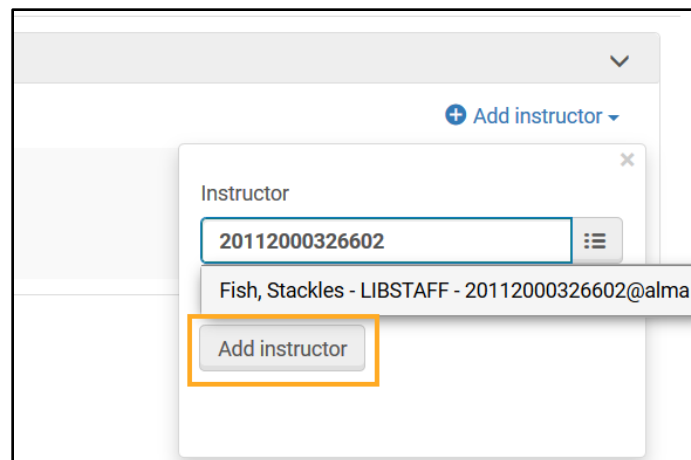 Add instructor
Instructor
20112000326602
Fish, Stackles - LIBSTAFF - 20112000326602@alma
Add instructor